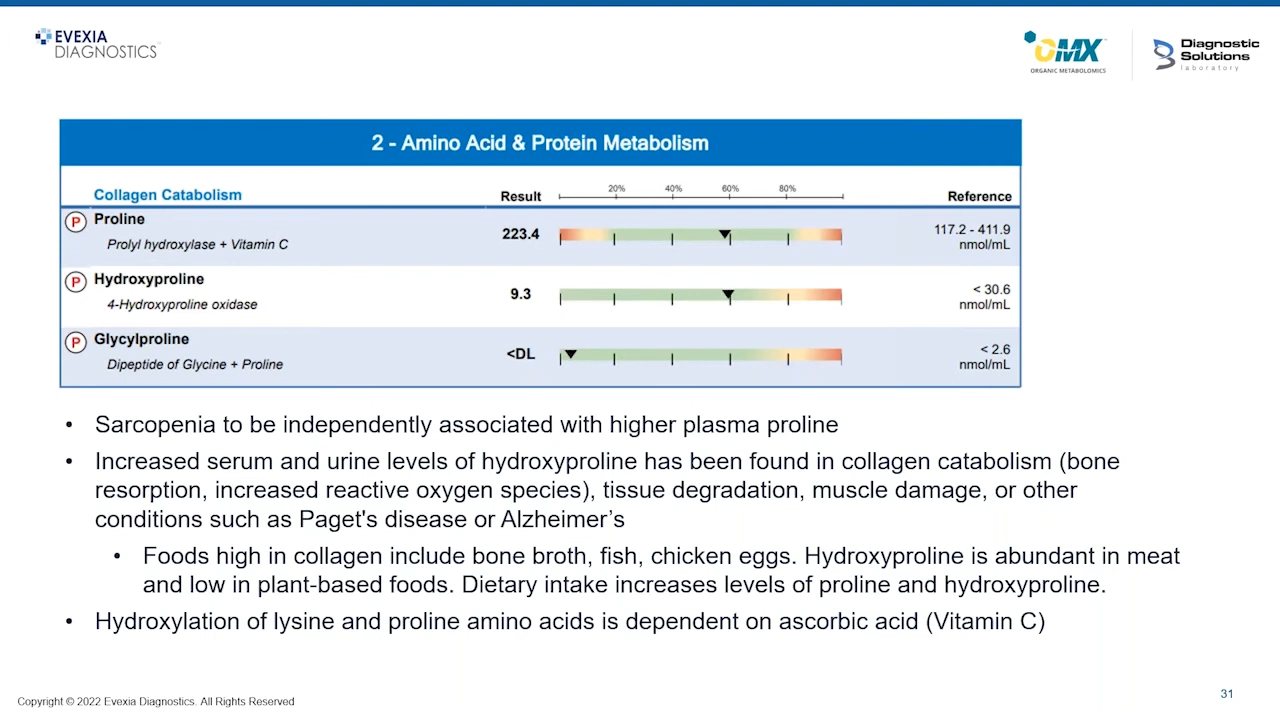 EVEXIA
DIAGNOSTICS™
OMX™
ORGANIC METABOLOMICS
Diagnostic
Solutions
laboratory
2 - Amino Acid & Protein Metabolism
Collagen Catabolism Result 20% 40% 60% 80% Reference
P Proline
Prolyl hydroxylase + Vitamin C
223.4
117.2 - 411.9
nmol/mL
P Hydroxyproline
4-Hydroxyproline oxidase
9.3
< 30.6
nmol/mL
P Glycylproline
Dipeptide of Glycine + Proline
<DL
< 2.6
nmol/mL
• Sarcopenia to be independently associated with higher plasma proline
• Increased serum and urine levels of hydroxyproline has been found in collagen catabolism (bone
resorption, increased reactive oxygen species), tissue degradation, muscle damage, or other
conditions such as Paget's disease or Alzheimer’s
• Foods high in collagen include bone broth, fish, chicken eggs. Hydroxyproline is abundant in meat
and low in plant-based foods. Dietary intake increases levels of proline and hydroxyproline.
• Hydroxylation of lysine and proline amino acids is dependent on ascorbic acid (Vitamin C)
Copyright © 2022 Evexia Diagnostics. All Rights Reserved
31